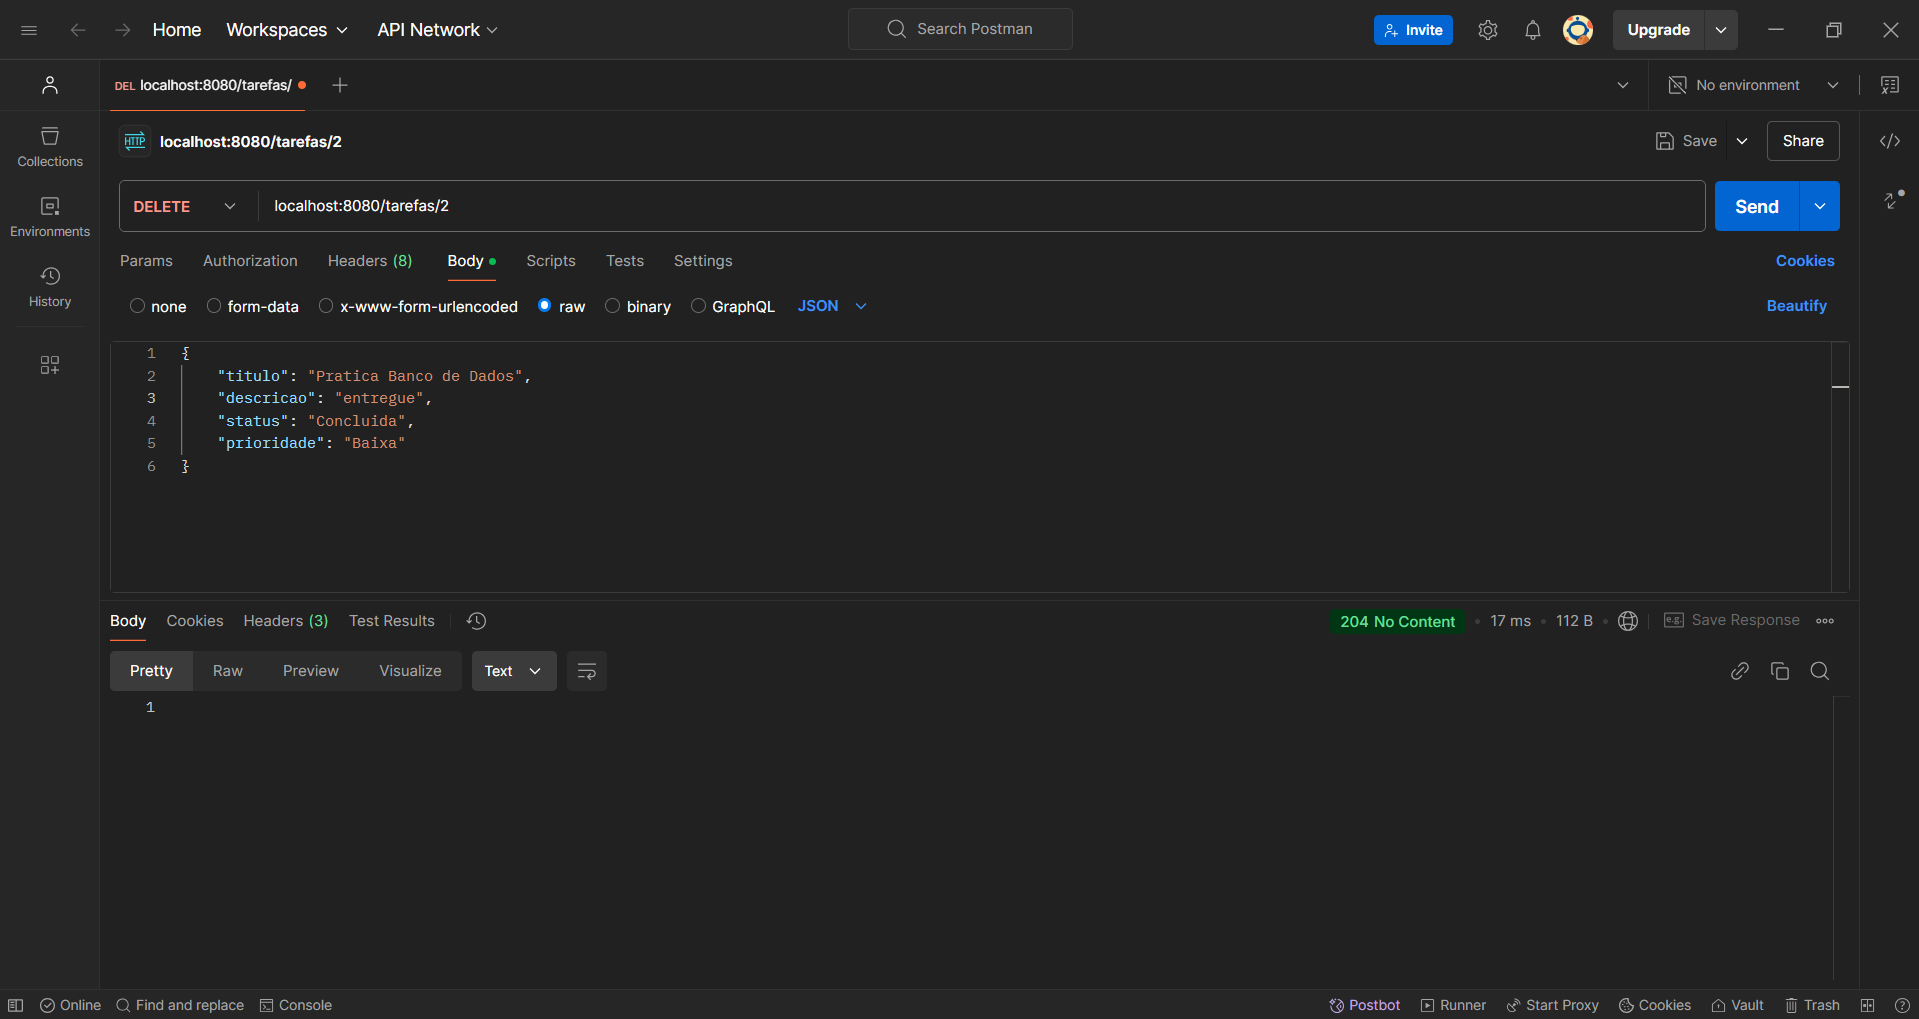 Home Workspaces API Network Search Postman Invite Upgrade
DEL localhost:8080/tarefas/ No environment
HTTP localhost:8080/tarefas/2 Save Share
Collections
Environments
History
DELETE localhost:8080/tarefas/2 Send
Params Authorization Headers (8) Body Scripts Tests Settings Cookies
none form-data x-www-form-urlencoded raw binary GraphQL JSON Beautify
1 {
2 "titulo": "Pratica Banco de Dados",
3 "descricao": "entregue",
4 "status": "Concluida",
5 "prioridade": "Baixa"
6 }
Body Cookies Headers (3) Test Results 204 No Content 17 ms 112 B e.g. Save Response
Pretty Raw Preview Visualize Text
1
Online Find and replace Console Postbot Runner Start Proxy Cookies Vault Trash